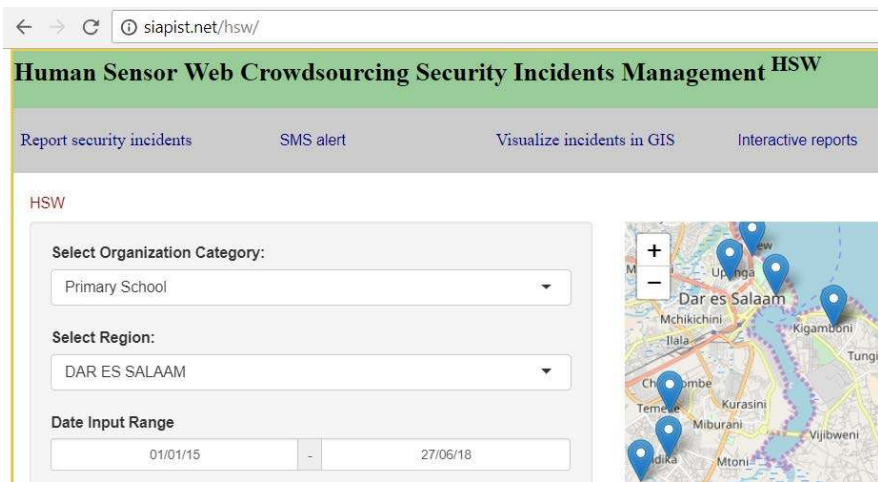 siapist.net/hsw/
Human Sensor Web Crowdsourcing Security Incidents Management HSW
Report security incidents SMS alert Visualize incidents in GIS Interactive reports
HSW
Select Organization Category:
Primary School
Select Region:
DAR ES SALAAM
Date Input Range
01/01/15 - 27/06/18
+
−
Dar es Salaam
Mchikichini
Ilala
Kigamboni
Tungi
Kurasini
Miburani
Vijibweni
Mtoni